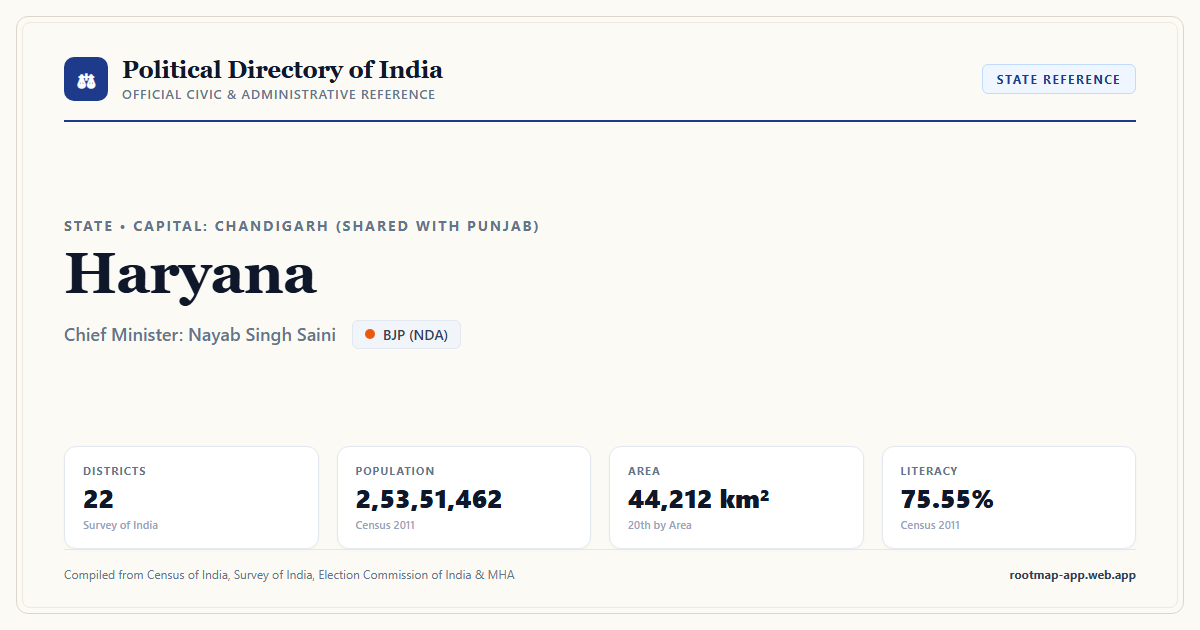 Political Directory of India
OFFICIAL CIVIC & ADMINISTRATIVE REFERENCE
STATE REFERENCE
STATE • CAPITAL: CHANDIGARH (SHARED WITH PUNJAB)
Haryana
Chief Minister: Nayab Singh Saini
BJP (NDA)
DISTRICTS
22
Survey of India
POPULATION
2,53,51,462
Census 2011
AREA
44,212 km²
20th by Area
LITERACY
75.55%
Census 2011
Compiled from Census of India, Survey of India, Election Commission of India & MHA
rootmap-app.web.app